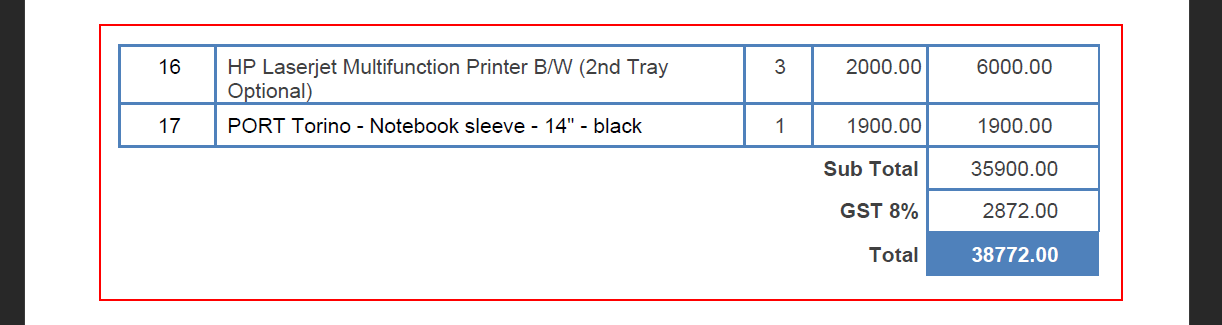 16 HP Laserjet Multifunction Printer B/W (2nd Tray 3 2000.00 6000.00
Optional)
17 PORT Torino - Notebook sleeve - 14" - black 1 1900.00 1900.00
Sub Total 35900.00
GST 8% 2872.00
Total 38772.00